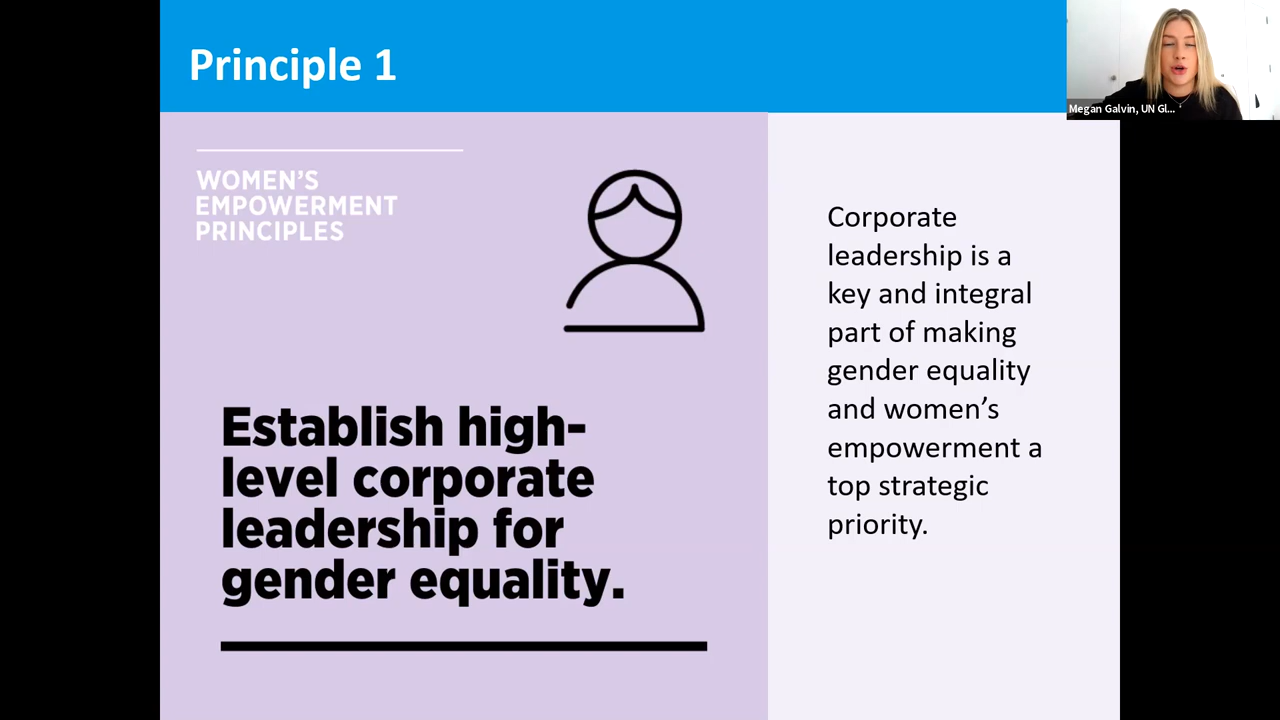 Principle 1
Megan Galvin, UN Gl...
WOMEN'S
EMPOWERMENT
PRINCIPLES
Establish high-
level corporate
leadership for
gender equality.
Corporate
leadership is a
key and integral
part of making
gender equality
and women's
empowerment a
top strategic
priority.